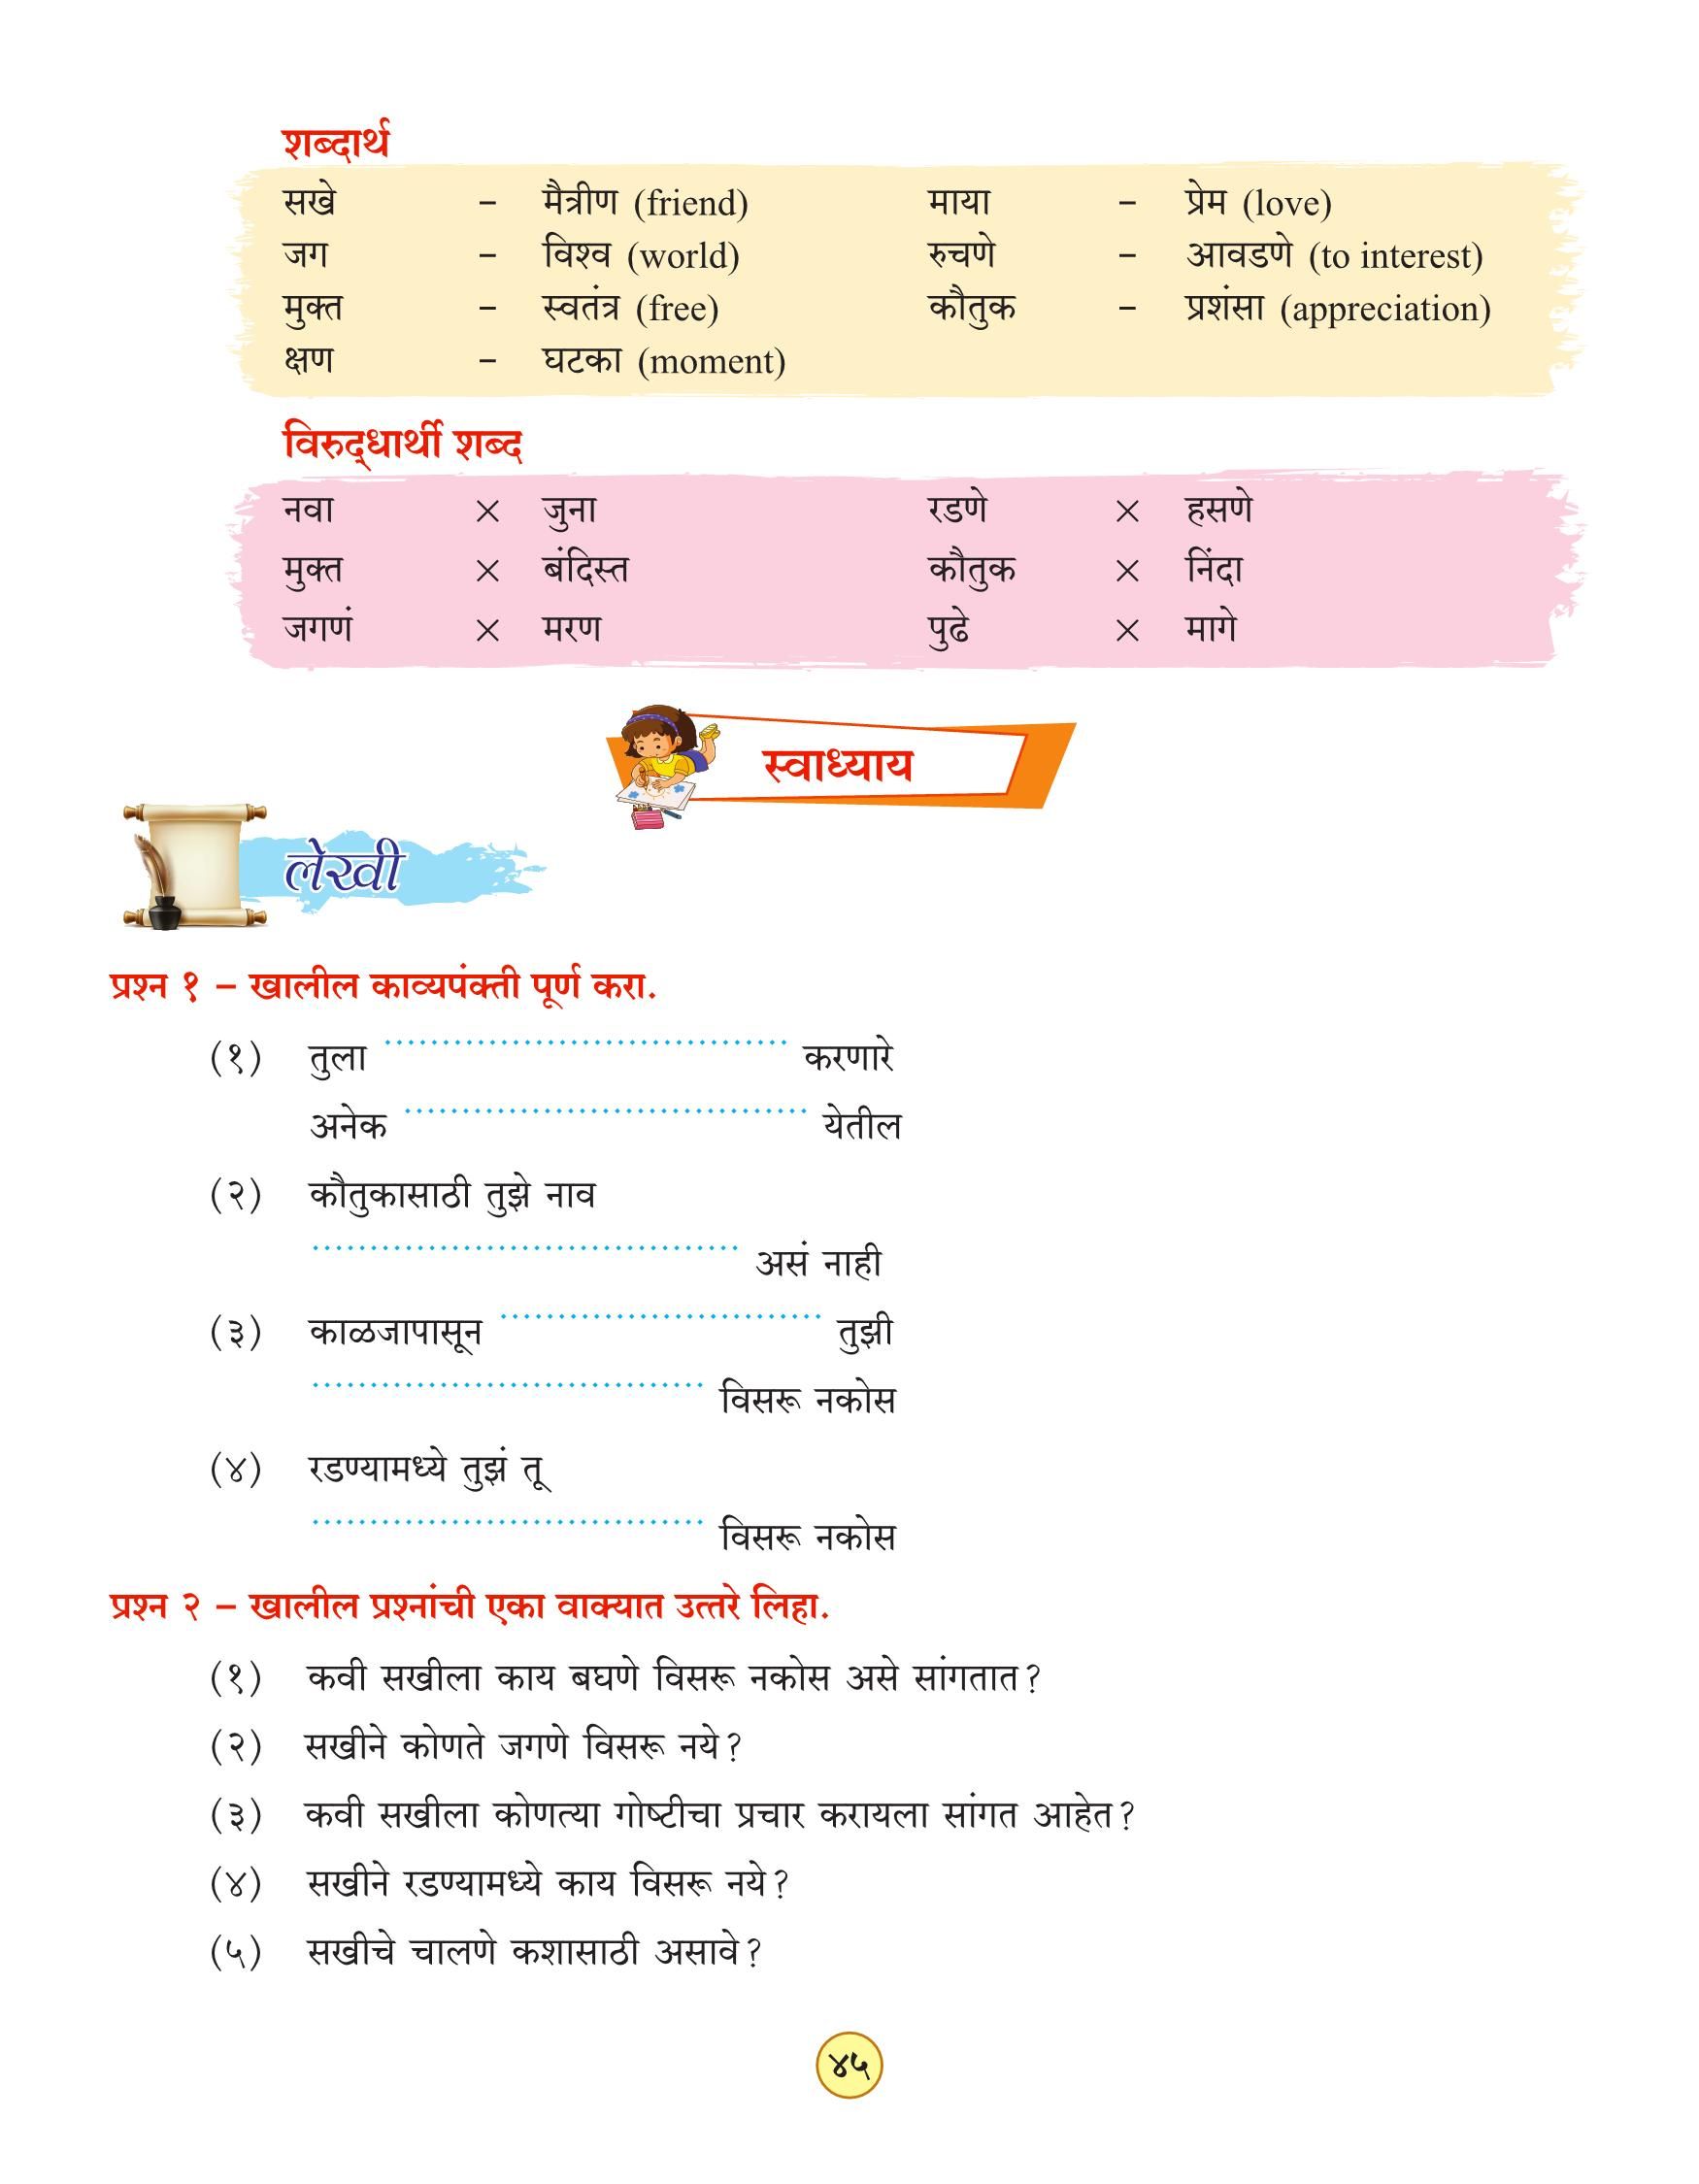 शब्दार्थ
सखे – मैत्रीण (friend) माया – प्रेम (love)
जग – विश्व (world) रुचणे – आवडणे (to interest)
मुक्त – स्वतंत्र (free) कौतुक – प्रशंसा (appreciation)
क्षण – घटका (moment)
विरुद्धार्थी शब्द
नवा × जुना रडणे × हसणे
मुक्त × बंदिस्त कौतुक × निंदा
जगणं × मरण पुढे × मागे
स्वाध्याय
लेखी
प्रश्न १ – खालील काव्यपंक्ती पूर्ण करा.
(१) तुला .................................. करणारे
अनेक .................................. येतील
(२) कौतुकासाठी तुझे नाव
.................................. असं नाही
(३) काळजापासून .................................. तुझी
.................................. विसरू नकोस
(४) रडण्यामध्ये तुझं तू
.................................. विसरू नकोस
प्रश्न २ – खालील प्रश्नांची एका वाक्यात उत्तरे लिहा.
(१) कवी सखीला काय बघणे विसरू नकोस असे सांगतात?
(२) सखीने कोणते जगणे विसरू नये?
(३) कवी सखीला कोणत्या गोष्टीचा प्रचार करायला सांगत आहेत?
(४) सखीने रडण्यामध्ये काय विसरू नये?
(५) सखीचे चालणे कशासाठी असावे?
४५